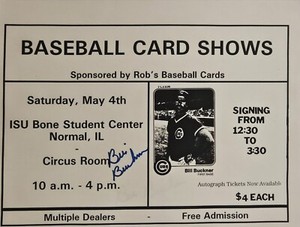 BASEBALL CARD SHOWS
Sponsored by Rob's Baseball Cards
Saturday, May 4th
ISU Bone Student Center
Normal, IL
-
Circus Room
Bill Buckner
10 a.m. - 4 p.m.
Bill Buckner
SIGNING
FROM
12:30
TO
3:30
Autograph Tickets Now Available
$4 EACH
Multiple Dealers - Free Admission